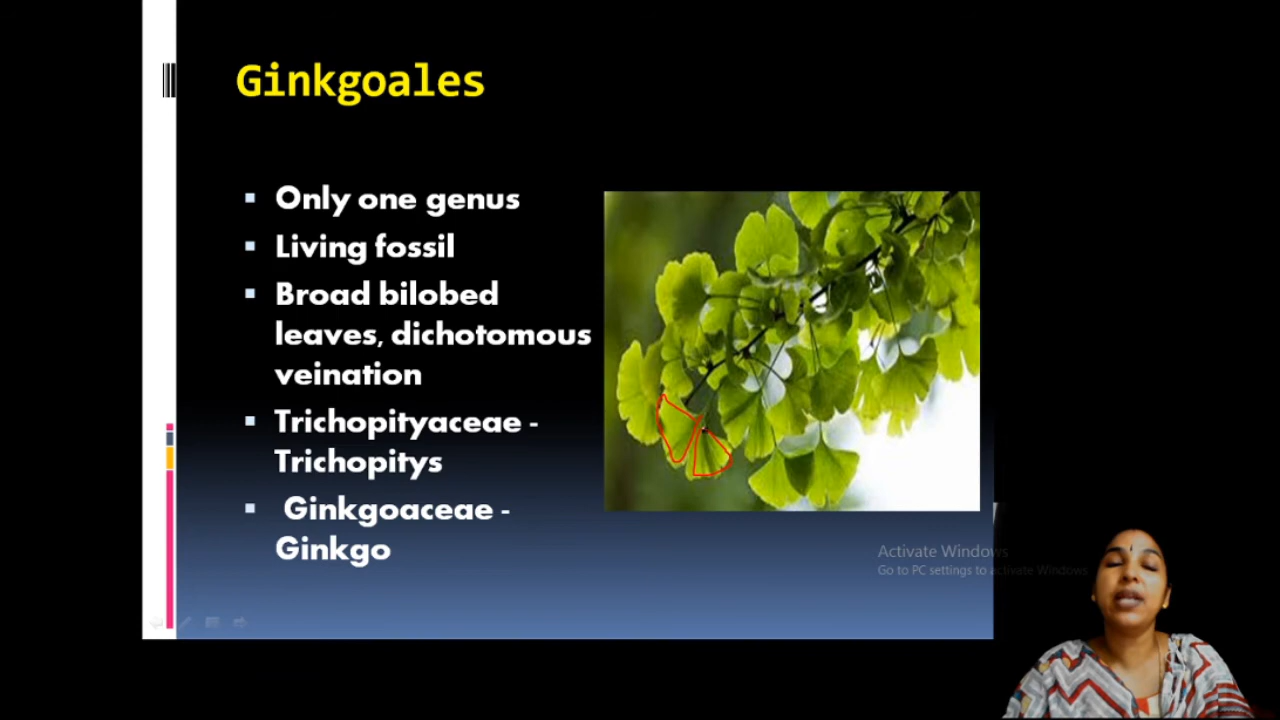 Ginkgoales
Only one genus
Living fossil
Broad bilobed
leaves, dichotomous
veination
Trichopityaceae -
Trichopitys
Ginkgoaceae -
Ginkgo
Activate Windows
Go to PC settings to activate Windows.